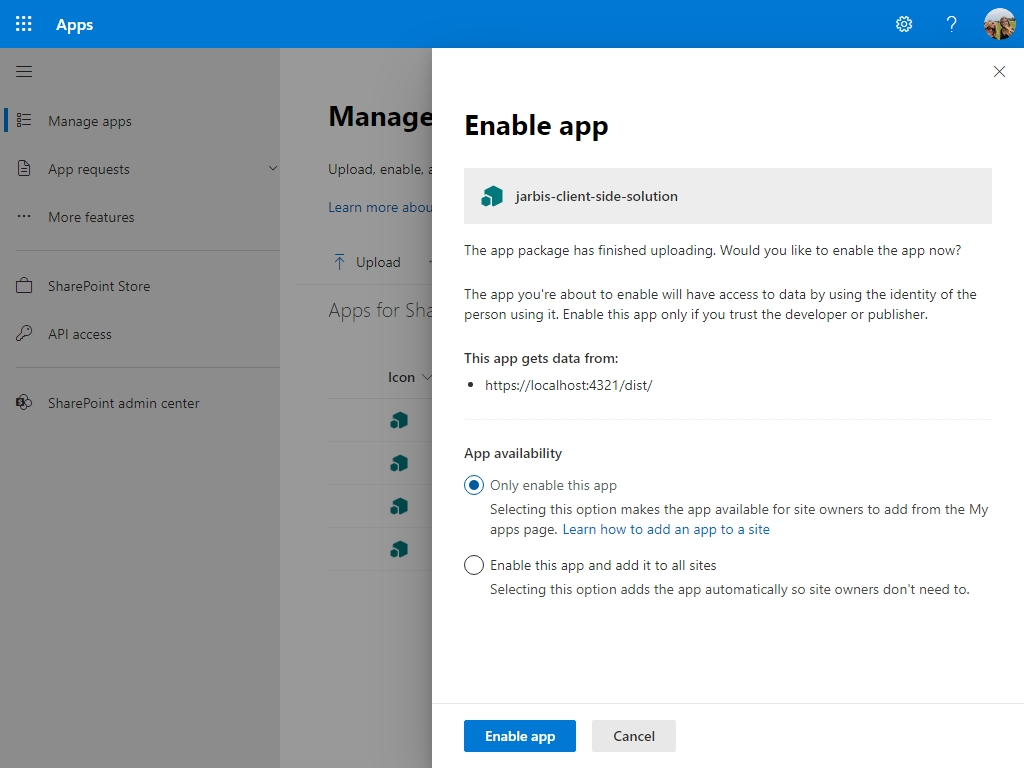 Apps
Manage apps
App requests
More features
SharePoint Store
API access
SharePoint admin center
Manage
Upload, enable, a
Learn more abou
Upload
Apps for Sha
Icon
Enable app
jarbis-client-side-solution
The app package has finished uploading. Would you like to enable the app now?
The app you're about to enable will have access to data by using the identity of the
person using it. Enable this app only if you trust the developer or publisher.
This app gets data from:
• https://localhost:4321/dist/
App availability
Only enable this app
Selecting this option makes the app available for site owners to add from the My
apps page. Learn how to add an app to a site
Enable this app and add it to all sites
Selecting this option adds the app automatically so site owners don't need to.
Enable app
Cancel